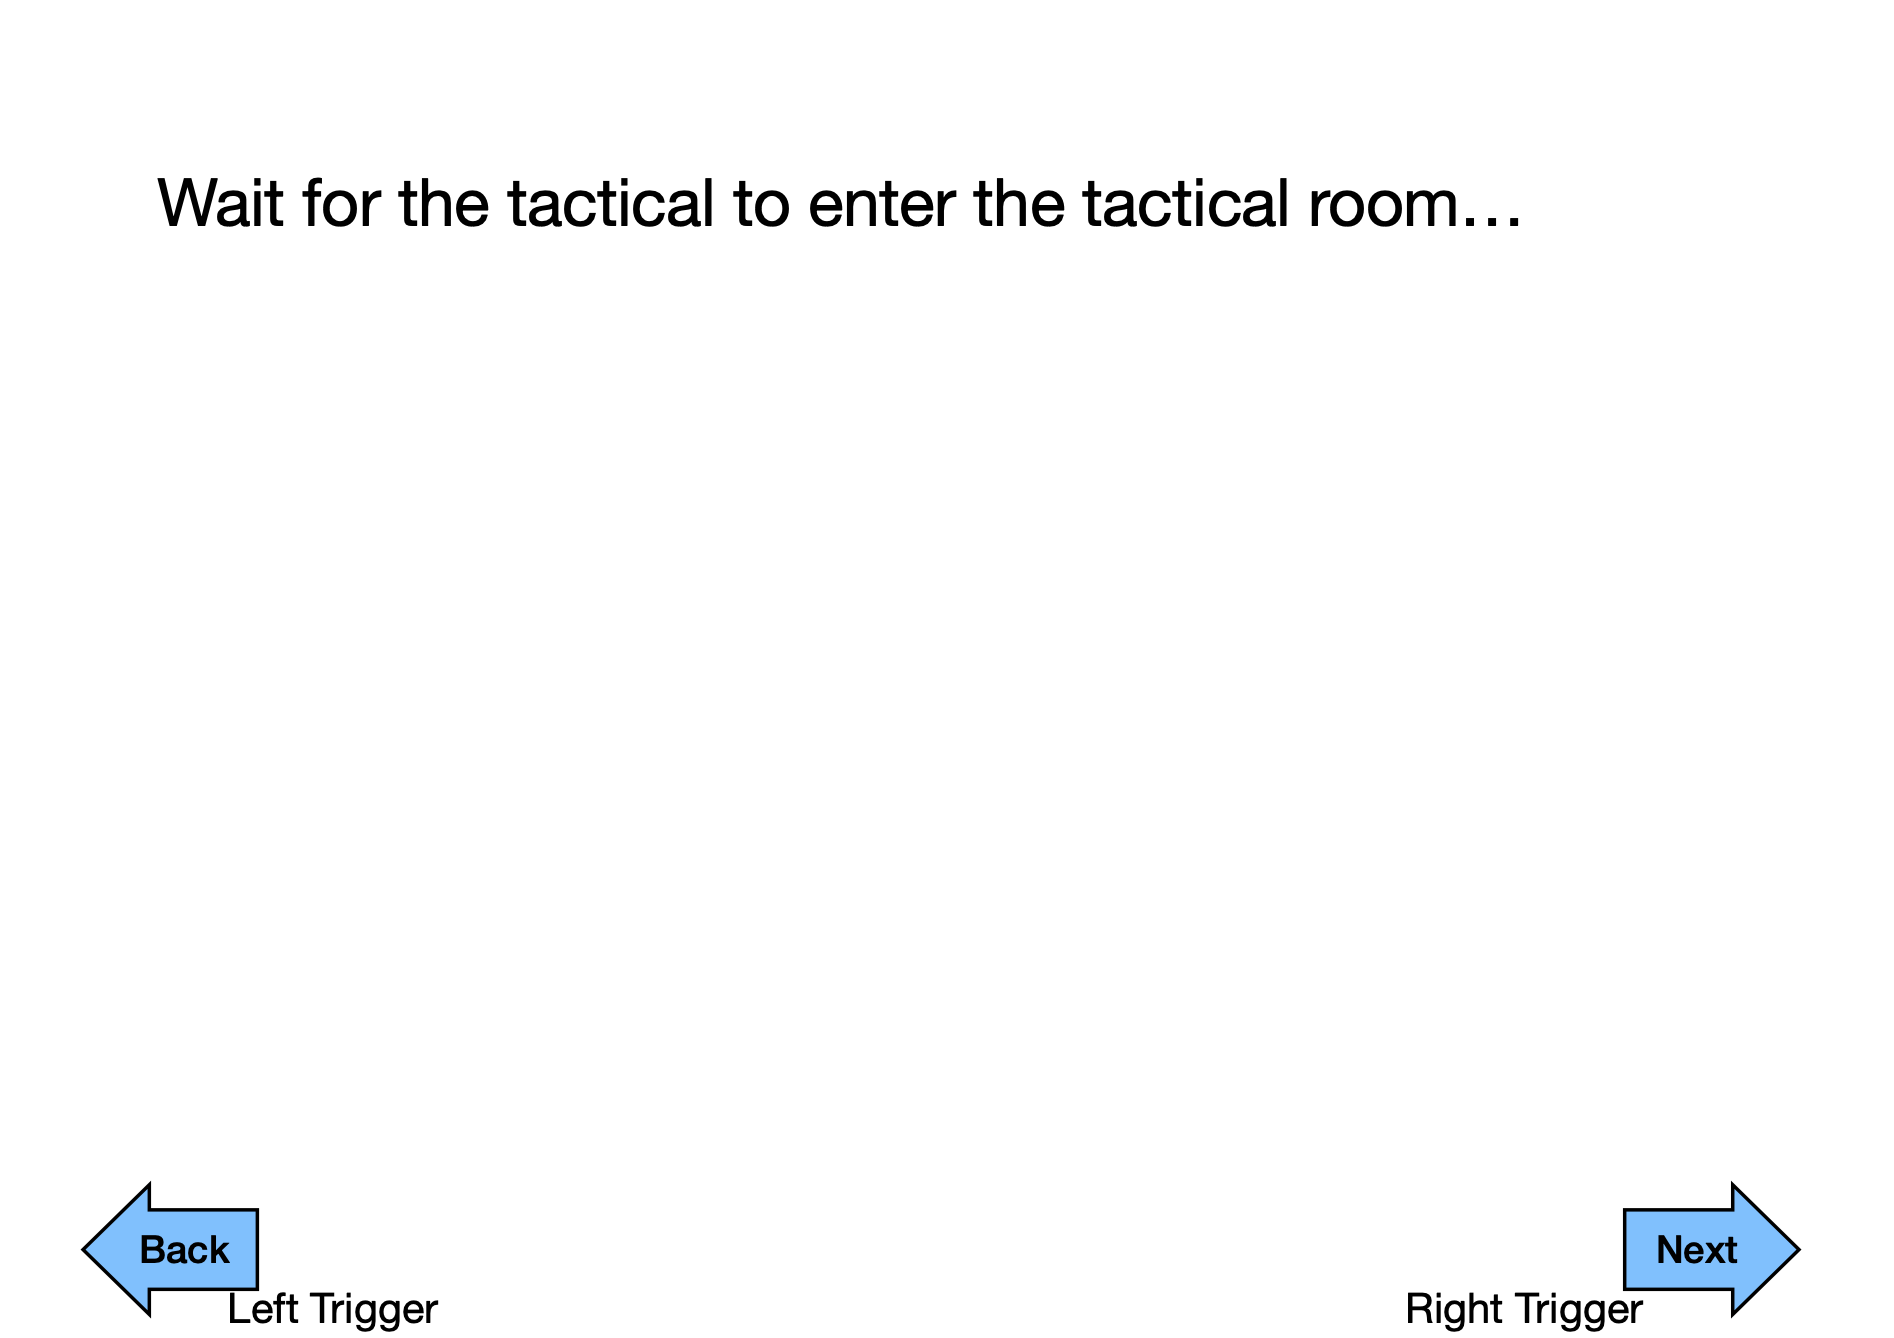 Wait for the tactical to enter the tactical room…
Back
Next
Left Trigger
Right Trigger